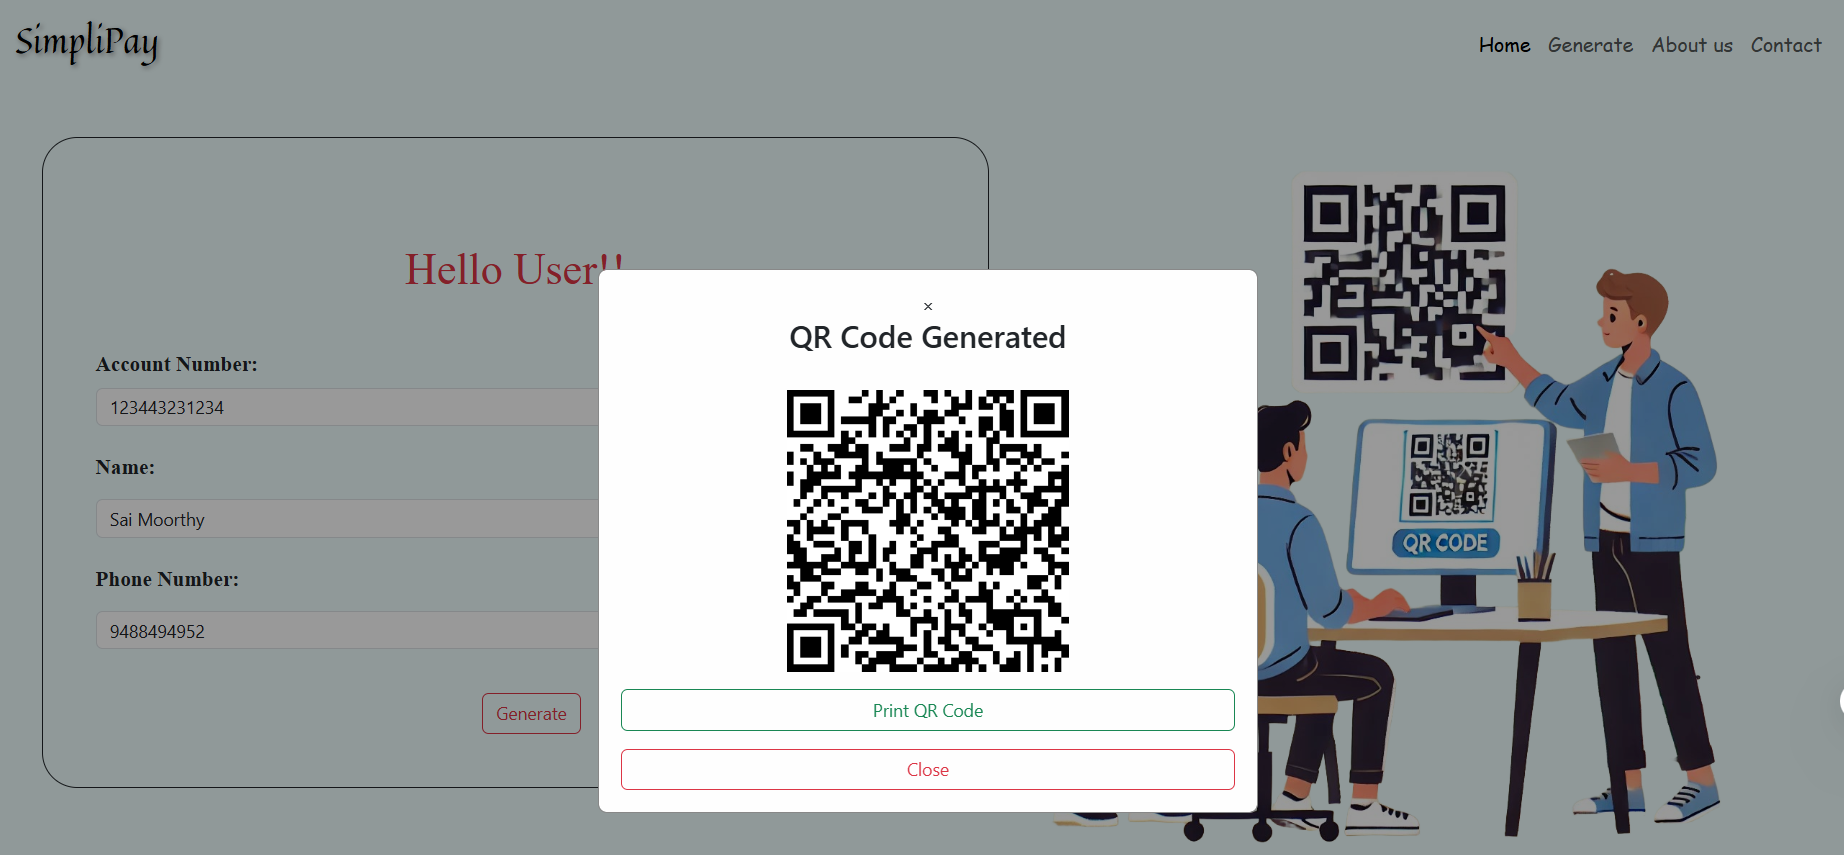 SimpliPay
Home Generate About us Contact
Hello User!!
Account Number:
123443231234
Name:
Sai Moorthy
Phone Number:
9488494952
Generate
×
QR Code Generated
Print QR Code
Close
QR CODE